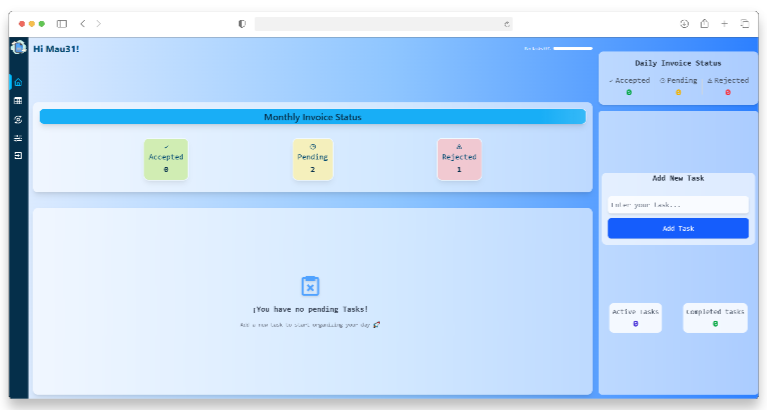 Hi Mau31!
Monthly Invoice Status
Accepted
0
Pending
2
Rejected
1
¡You have no pending Tasks!
Add a new task to start organizing your day 🚀
Daily Invoice Status
Accepted Pending Rejected
0 0 0
Add New Task
Enter your task...
Add Task
Active Tasks
0
Completed tasks
0